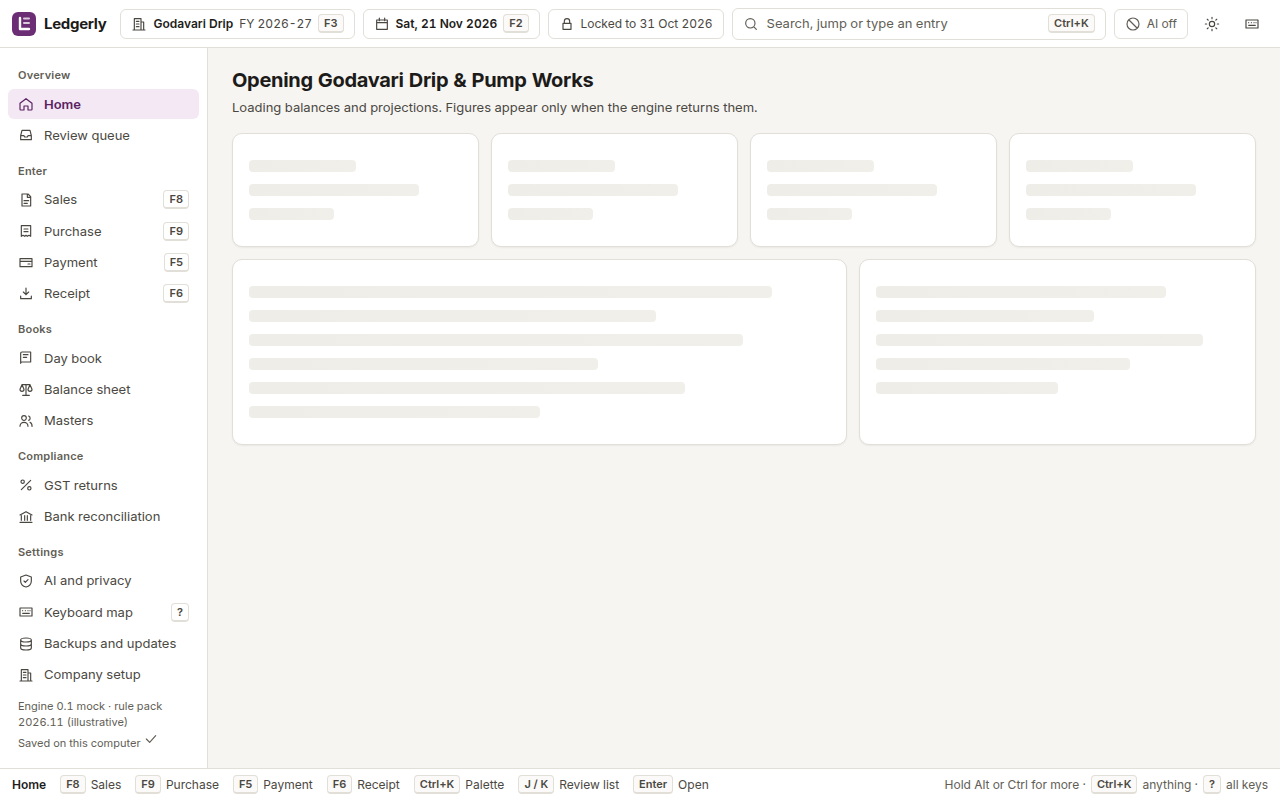 Ledgerly
Godavari Drip FY 2026-27 F3
Sat, 21 Nov 2026 F2
Locked to 31 Oct 2026
Search, jump or type an entry Ctrl+K
AI off
Overview
Home
Review queue
Enter
Sales F8
Purchase F9
Payment F5
Receipt F6
Books
Day book
Balance sheet
Masters
Compliance
GST returns
Bank reconciliation
Settings
AI and privacy
Keyboard map ?
Backups and updates
Company setup
Engine 0.1 mock · rule pack
2026.11 (illustrative)
Saved on this computer
Opening Godavari Drip & Pump Works
Loading balances and projections. Figures appear only when the engine returns them.
Home F8 Sales F9 Purchase F5 Payment F6 Receipt Ctrl+K Palette J / K Review list Enter Open
Hold Alt or Ctrl for more · Ctrl+K anything · ? all keys